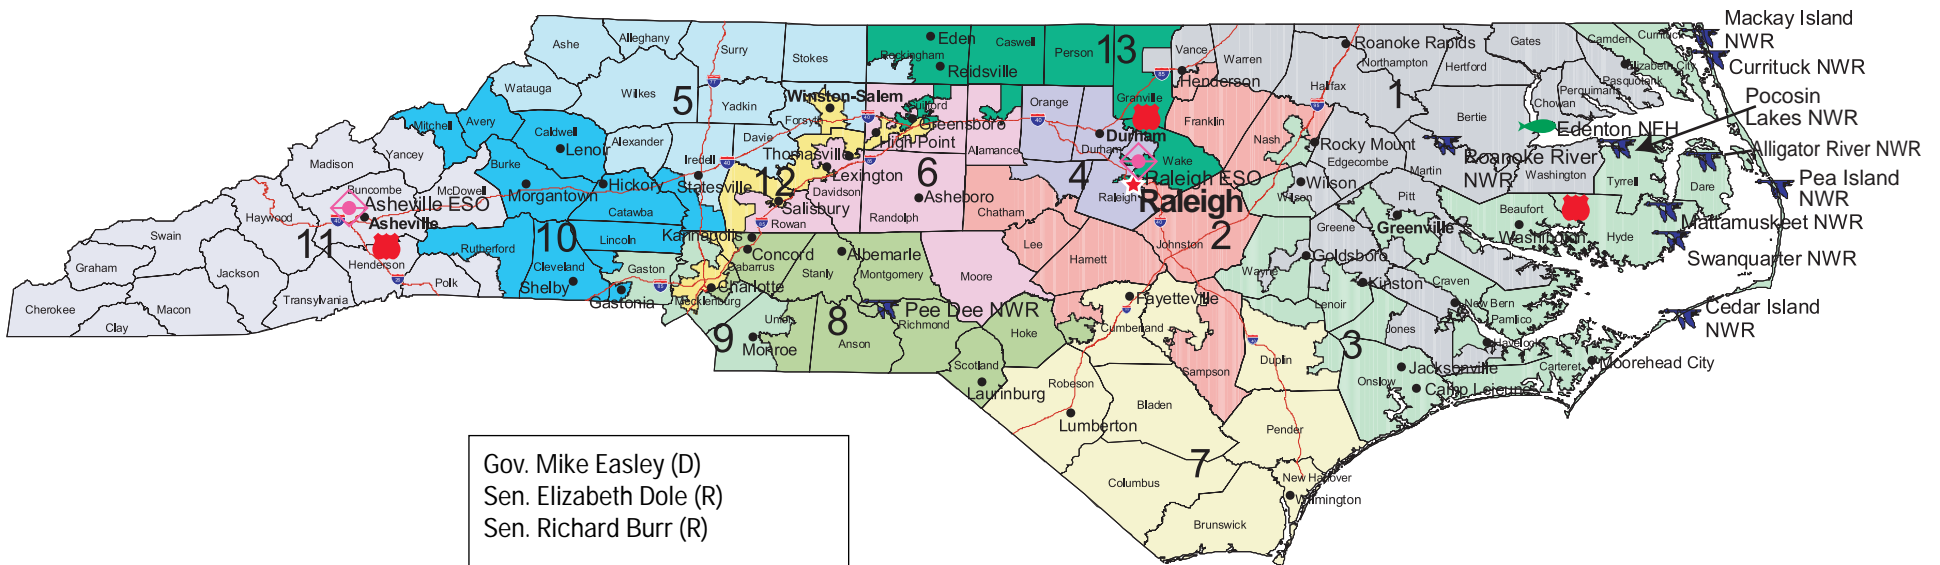 Mackay Island
NWR
Currituck NWR
Pocosin
Lakes NWR
Alligator River NWR
Pea Island
NWR
Mattamuskeet NWR
Swanquarter NWR
Cedar Island
NWR
Roanoke River
NWR
Edenton NFH
Pee Dee NWR
Raleigh ESO
Asheville ESO
Ashe
Alleghany
Surry
Stokes
Rockingham
Eden
Reidsville
Caswell
Person
13
Granville
Vance
Henderson
Warren
Roanoke Rapids
Northampton
Halifax
Hertford
Gates
Camden
Currituck
Elizabeth City
Pasquotank
Perquimans
Chowan
Bertie
1
Watauga
Wilkes
5
Yadkin
Winston-Salem
Forsyth
Guilford
Greensboro
High Point
Alamance
Orange
Durham
Durham
Wake
Franklin
Nash
Rocky Mount
Edgecombe
Martin
Washington
Tyrrell
Dare
Mitchell
Avery
Caldwell
Lenoir
Alexander
Iredell
Statesville
Davie
Thomasville
Lexington
Davidson
12
Salisbury
Rowan
6
Asheboro
Randolph
Chatham
4
Raleigh
Raleigh
Wilson
Wilson
Pitt
Greene
Greenville
Beaufort
Washington
Hyde
Madison
Yancey
Buncombe
McDowell
Burke
Morgantown
Hickory
Catawba
Haywood
Asheville
11
Henderson
Rutherford
10
Lincoln
Cleveland
Shelby
Gaston
Gastonia
Kannapolis
Concord
Cabarrus
Charlotte
Mecklenburg
Stanly
Albemarle
Montgomery
Moore
Lee
Harnett
Johnston
2
Wayne
Goldsboro
Kinston
Lenoir
Craven
New Bern
Pamlico
Jones
Havelock
Swain
Graham
Jackson
Transylvania
Polk
Cherokee
Clay
Macon
9
Union
Monroe
8
Anson
Richmond
Hoke
Scotland
Laurinburg
Fayetteville
Cumberland
Sampson
Duplin
3
Onslow
Jacksonville
Camp Lejeune
Carteret
Moorehead City
Robeson
Lumberton
Bladen
Pender
7
Columbus
Brunswick
New Hanover
Wilmington
Gov. Mike Easley (D)
Sen. Elizabeth Dole (R)
Sen. Richard Burr (R)